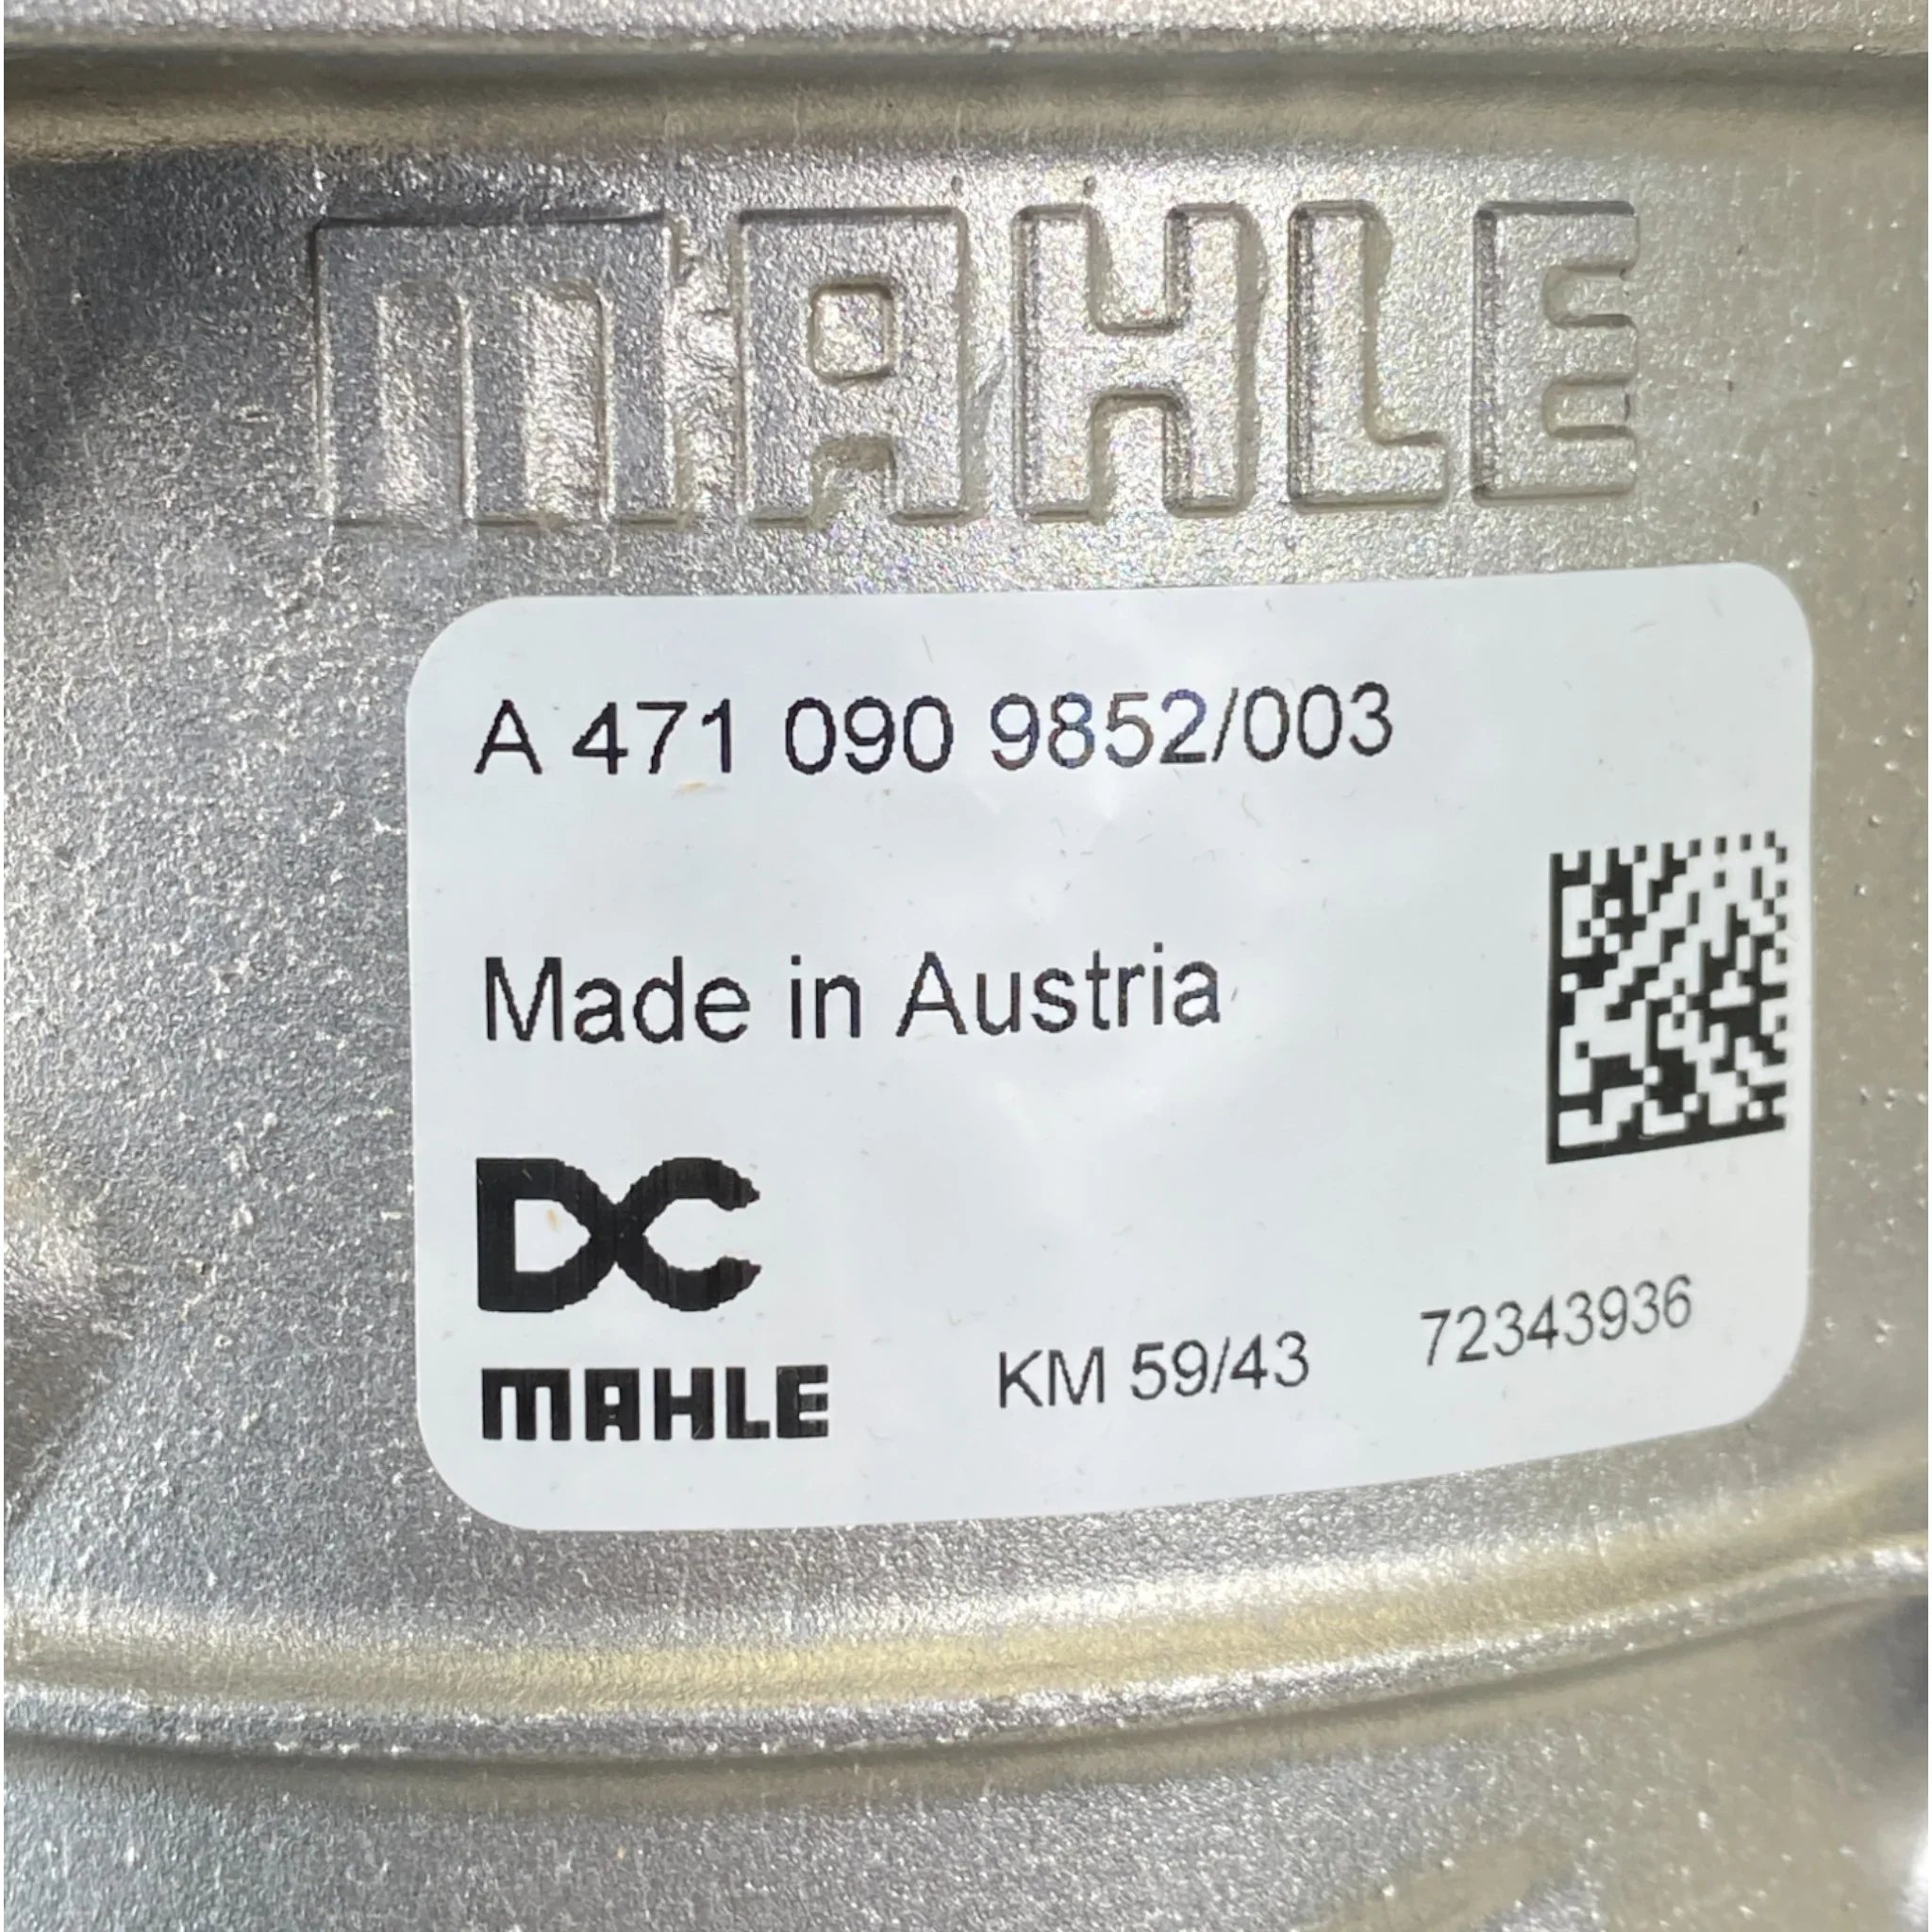 MAHLE
A 471 090 9852/003
Made in Austria
DC
MAHLE KM 59/43 72343936